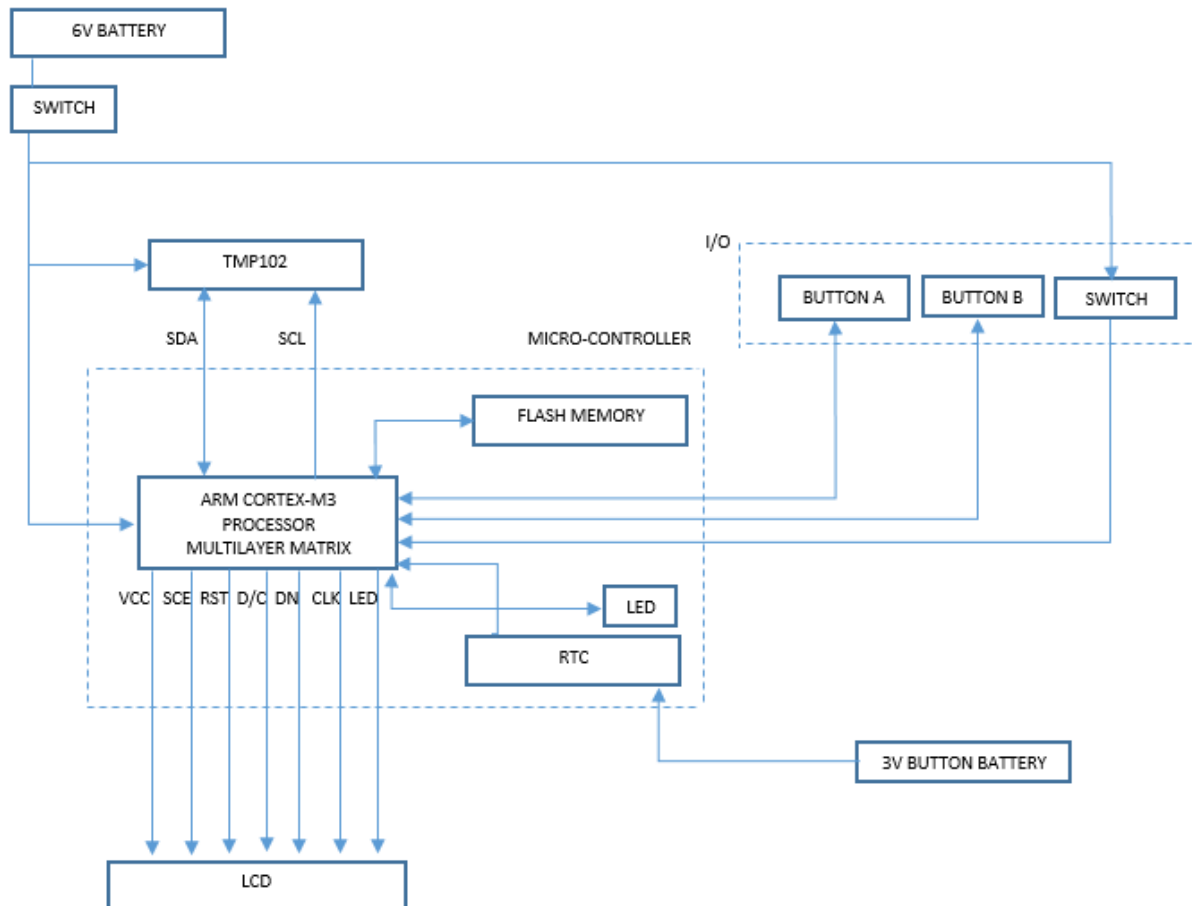 6V BATTERY
SWITCH
I/O
TMP102
BUTTON A
BUTTON B
SWITCH
SDA
SCL
MICRO-CONTROLLER
FLASH MEMORY
ARM CORTEX-M3
PROCESSOR
MULTILAYER MATRIX
VCC SCE RST D/C DN CLK LED
LED
RTC
3V BUTTON BATTERY
LCD